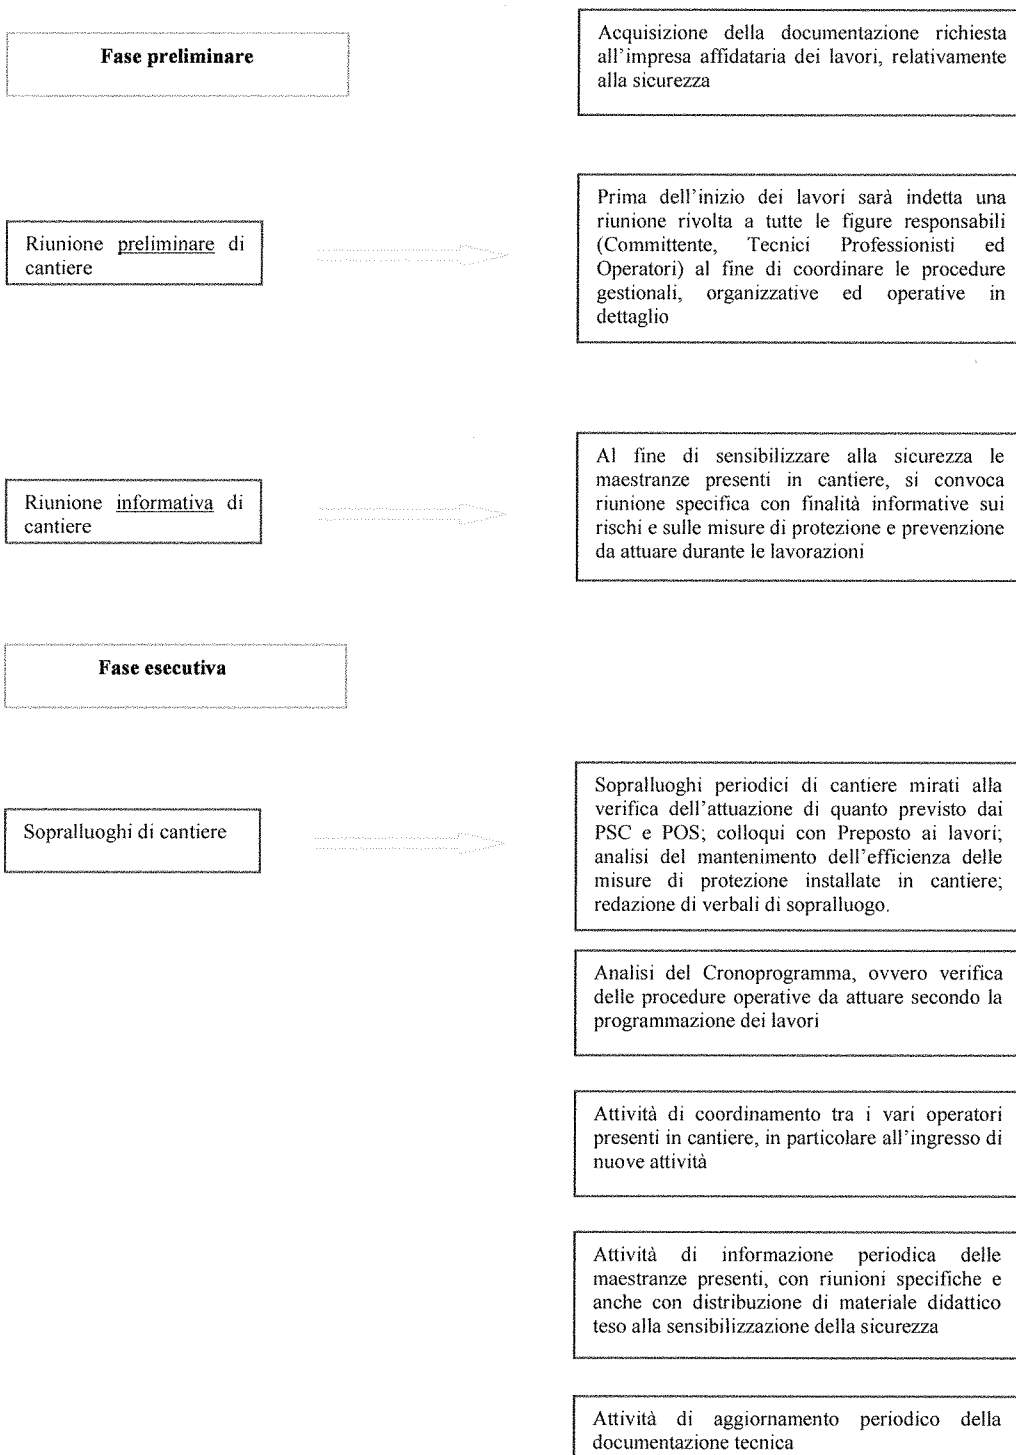 Fase preliminare
Acquisizione della documentazione richiesta
all'impresa affidataria dei lavori, relativamente
alla sicurezza
Riunione preliminare di
cantiere
Prima dell'inizio dei lavori sarà indetta una
riunione rivolta a tutte le figure responsabili
(Committente, Tecnici Professionisti ed
Operatori) al fine di coordinare le procedure
gestionali, organizzative ed operative in
dettaglio
Riunione informativa di
cantiere
Al fine di sensibilizzare alla sicurezza le
maestranze presenti in cantiere, si convoca
riunione specifica con finalità informative sui
rischi e sulle misure di protezione e prevenzione
da attuare durante le lavorazioni
Fase esecutiva
Sopralluoghi di cantiere
Sopralluoghi periodici di cantiere mirati alla
verifica dell'attuazione di quanto previsto dai
PSC e POS; colloqui con Preposto ai lavori;
analisi del mantenimento dell'efficienza delle
misure di protezione installate in cantiere;
redazione di verbali di sopralluogo.
Analisi del Cronoprogramma, ovvero verifica
delle procedure operative da attuare secondo la
programmazione dei lavori
Attività di coordinamento tra i vari operatori
presenti in cantiere, in particolare all'ingresso di
nuove attività
Attività di informazione periodica delle
maestranze presenti, con riunioni specifiche e
anche con distribuzione di materiale didattico
teso alla sensibilizzazione della sicurezza
Attività di aggiornamento periodico della
documentazione tecnica